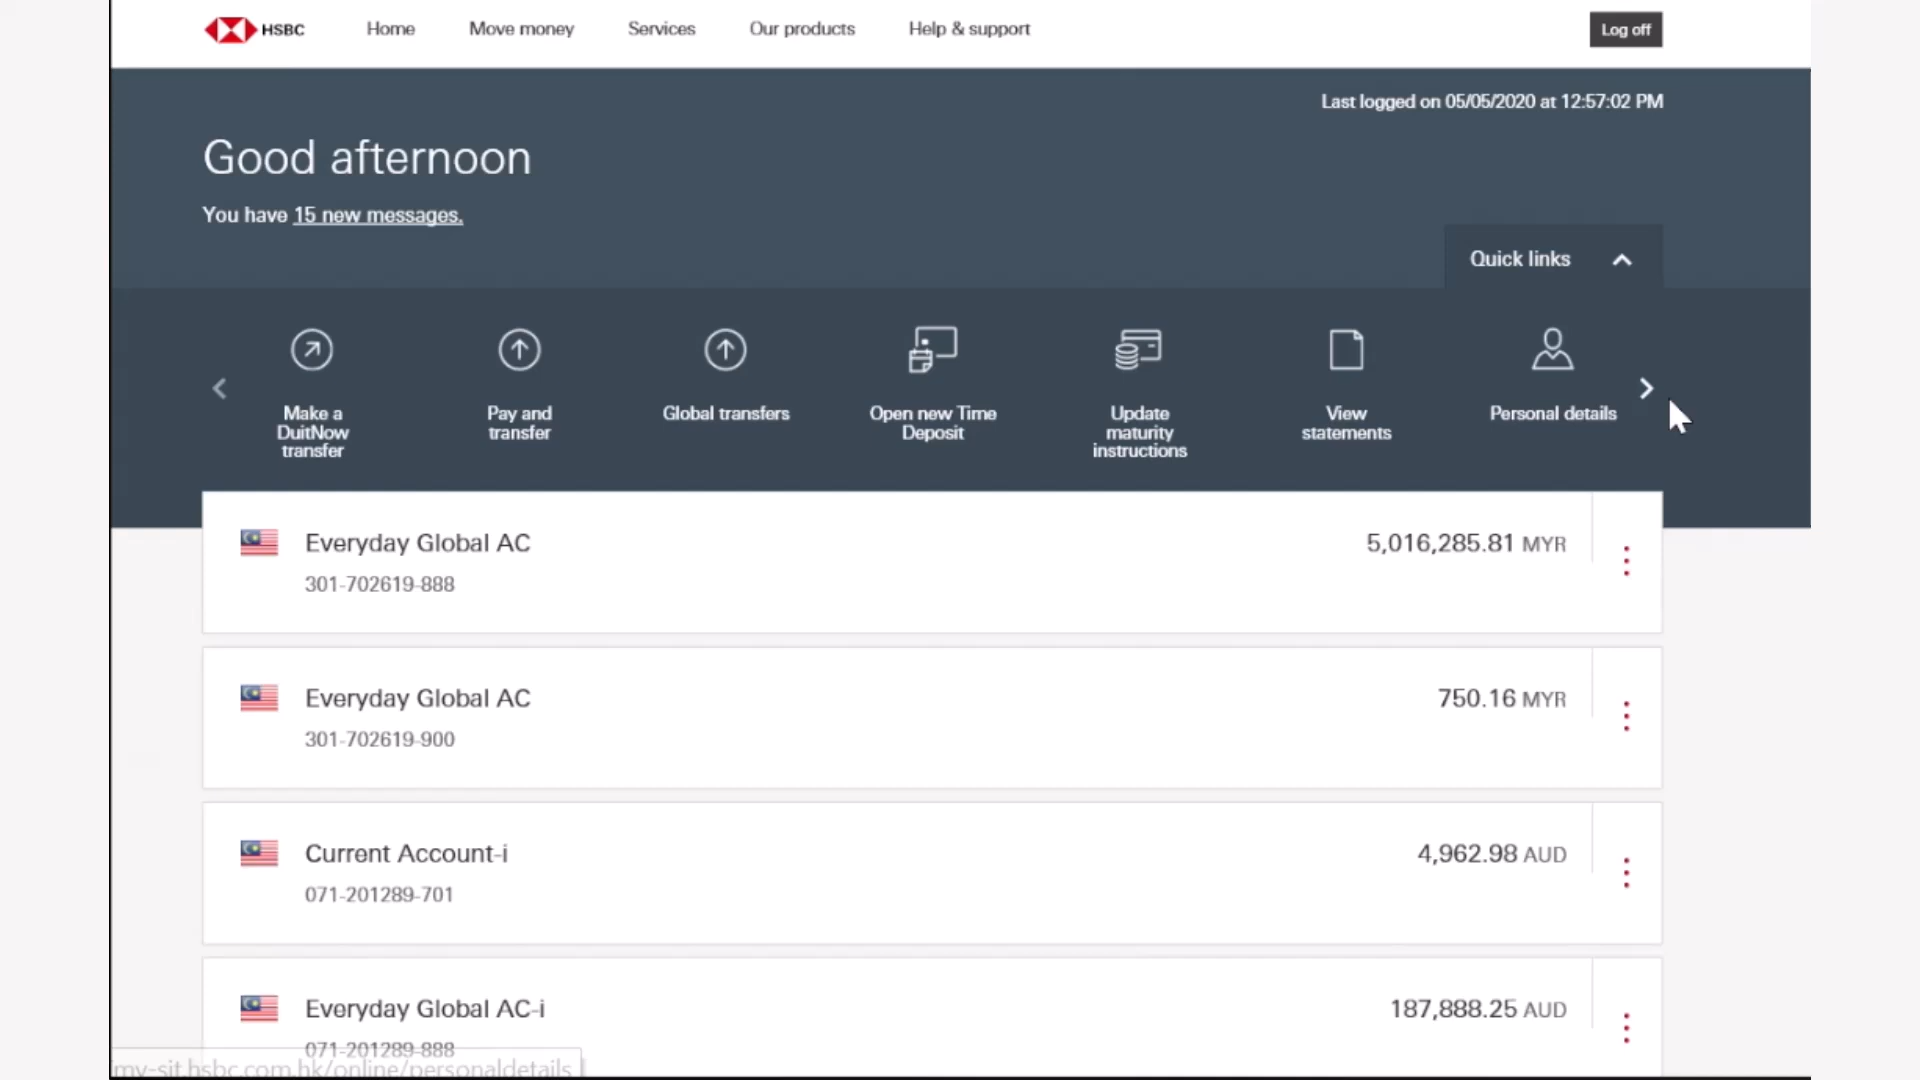 HSBC
Home
Move money
Services
Our products
Help & support
Log off
Last logged on 05/05/2020 at 12:57:02 PM
Good afternoon
You have 15 new messages.
Quick links
Make a
DuitNow
transfer
Pay and
transfer
Global transfers
Open new Time
Deposit
Update
maturity
instructions
View
statements
Personal details
Everyday Global AC
5,016,285.81 MYR
301-702619-888
Everyday Global AC
750.16 MYR
301-702619-900
Current Account-i
4,962.98 AUD
071-201289-701
Everyday Global AC-i
187,888.25 AUD
071-201289-888
my-sit.hsbc.com.hk/online/personaldetails